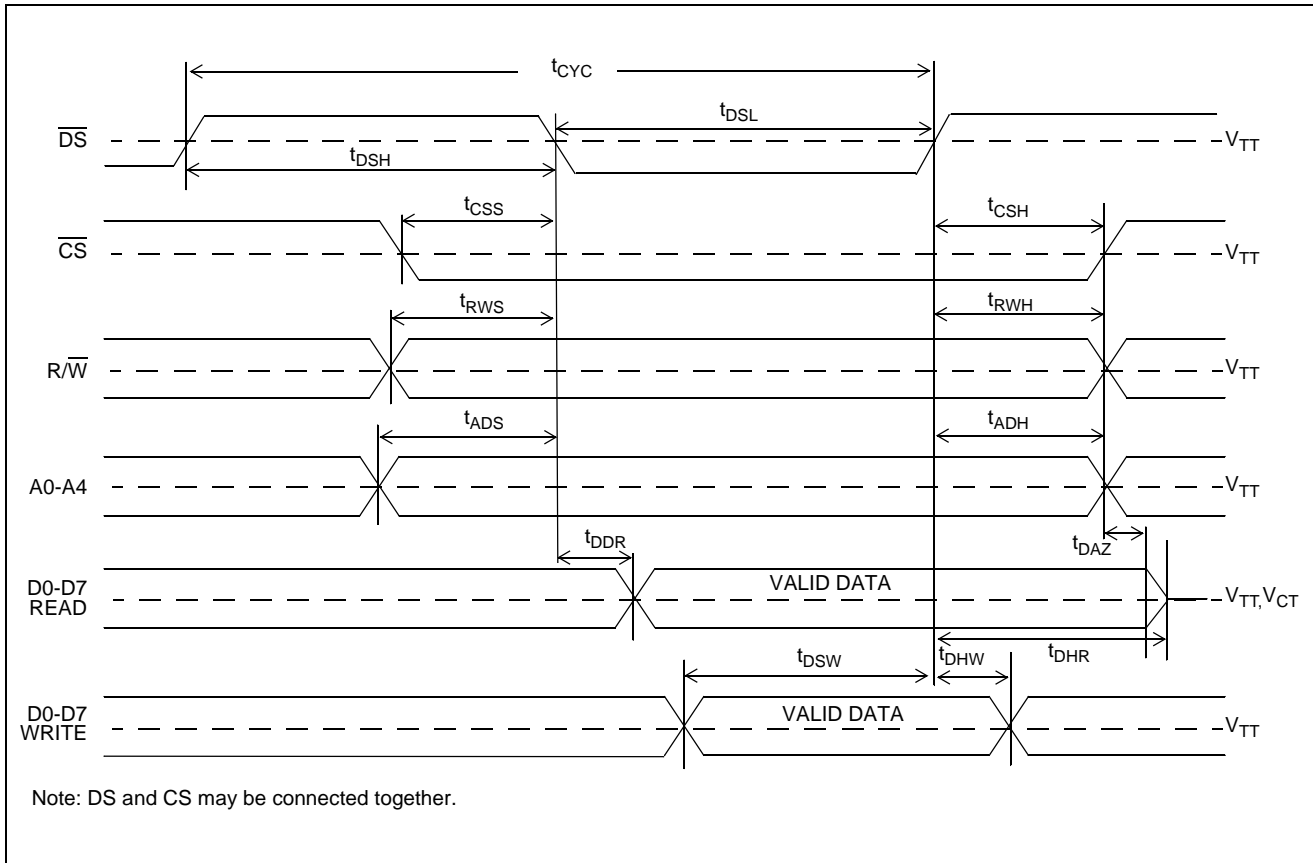 tCYC
tDSL
DS
VTT
tDSH
tCSS
tCSH
CS
VTT
tRWS
tRWH
R/W
VTT
tADS
tADH
A0-A4
VTT
tDDR
tDAZ
D0-D7
READ
VALID DATA
VTT,VCT
tDHR
tDSW
tDHW
D0-D7
WRITE
VALID DATA
VTT
Note: DS and CS may be connected together.